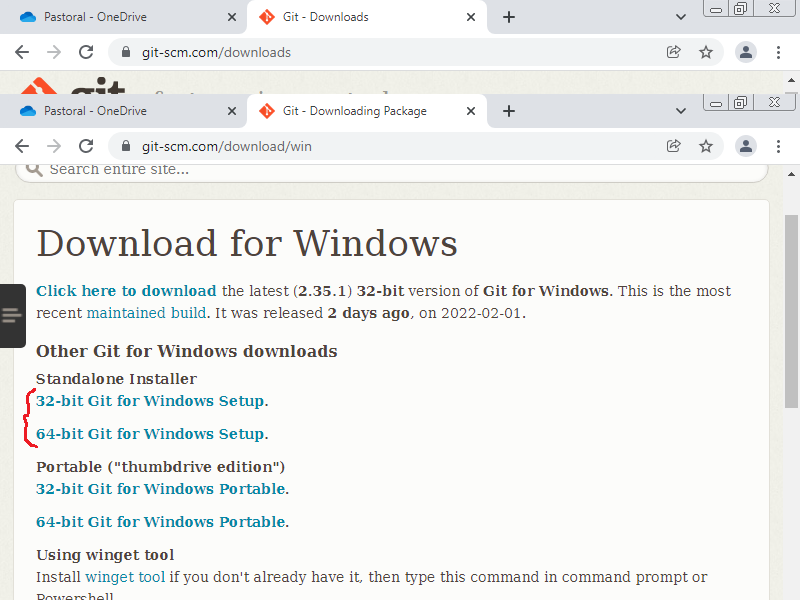 Pastoral - OneDrive
Git - Downloads
git-scm.com/downloads
git
Pastoral - OneDrive
Git - Downloading Package
git-scm.com/download/win
Search entire site...
Download for Windows
Click here to download the latest (2.35.1) 32-bit version of Git for Windows. This is the most
recent maintained build. It was released 2 days ago, on 2022-02-01.
Other Git for Windows downloads
Standalone Installer
32-bit Git for Windows Setup.
64-bit Git for Windows Setup.
Portable ("thumbdrive edition")
32-bit Git for Windows Portable.
64-bit Git for Windows Portable.
Using winget tool
Install winget tool if you don't already have it, then type this command in command prompt or
Powershell.